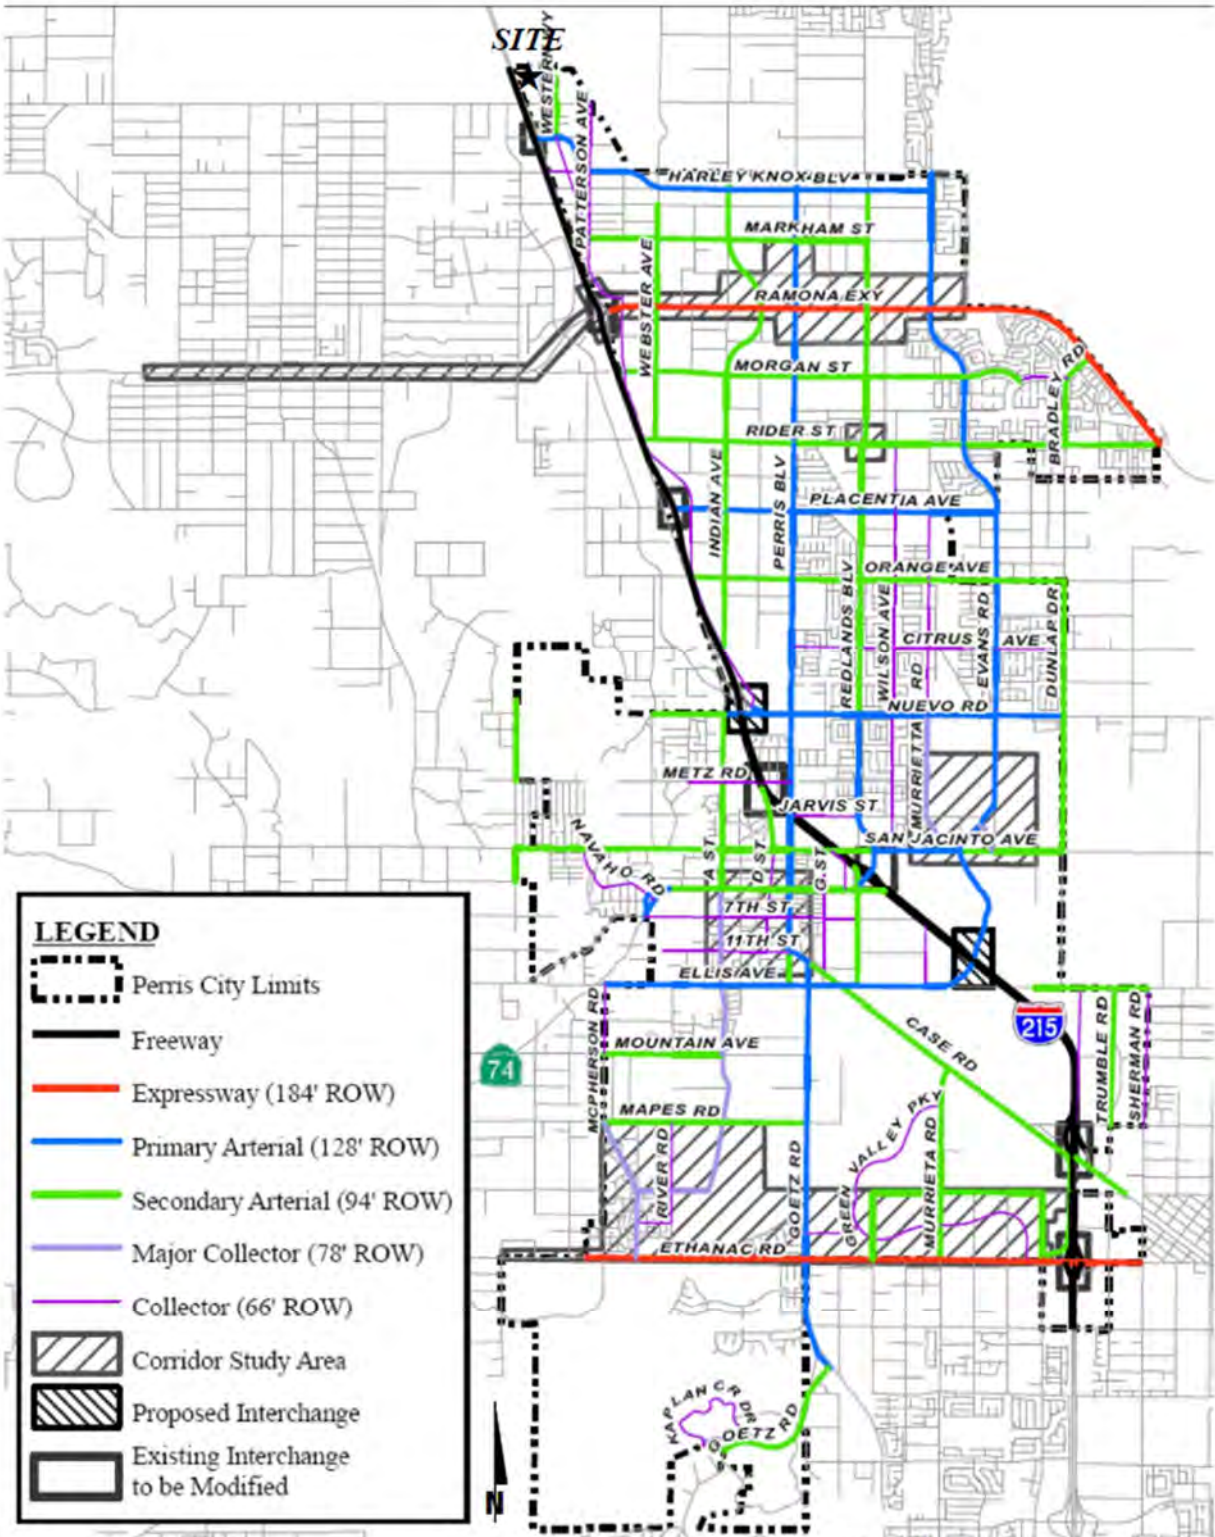 SITE
WESTERN WY
PATTERSON AVE
HARLEY KNOX BLV
MARKHAM ST
WEBSTER AVE
RAMONA EXY
MORGAN ST
BRADLEY RD
RIDER ST
INDIAN AVE
PERRIS BLV
PLACENTIA AVE
ORANGE AVE
REDLANDS BLV
WILSON AVE
CITRUS AVE
EVANS RD
DUNLAP DR
MURRIETTA RD
NUEVO RD
METZ RD
JARVIS ST
SAN JACINTO AVE
NAVAHO RD
A ST
D ST
G ST
7TH ST
11TH ST
ELLIS AVE
MCPHERSON RD
MOUNTAIN AVE
CASE RD
215
TRUMBLE RD
SHERMAN RD
74
MAPES RD
RIVER RD
GOETZ RD
GREEN VALLEY PKY
MURRIETA RD
ETHANAC RD
KAPLAN CR DR
GOETZ RD
N
LEGEND
Perris City Limits
Freeway
Expressway (184' ROW)
Primary Arterial (128' ROW)
Secondary Arterial (94' ROW)
Major Collector (78' ROW)
Collector (66' ROW)
Corridor Study Area
Proposed Interchange
Existing Interchange
to be Modified